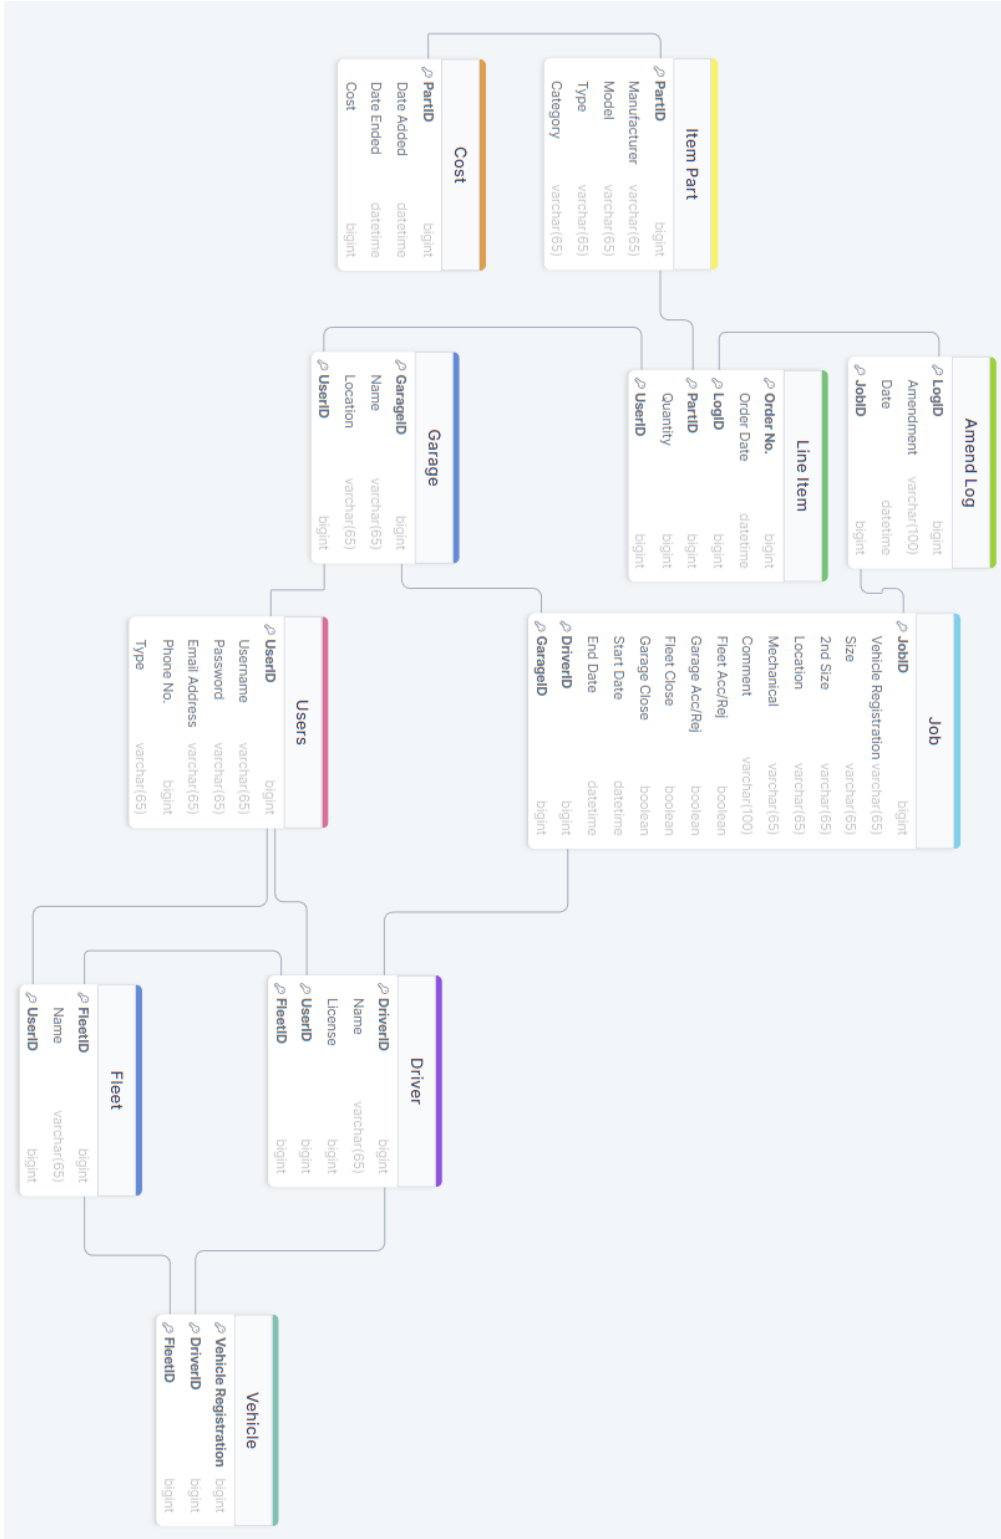 Item Part
PartID bigint
Manufacturer varchar(65)
Model varchar(65)
Type varchar(65)
Category varchar(65)
Cost
PartID bigint
Date Added datetime
Date Ended datetime
Cost bigint
Amend Log
LogID bigint
Amendment varchar(100)
Date datetime
JobID bigint
Line Item
Order No. bigint
Order Date datetime
LogID bigint
PartID bigint
Quantity bigint
UserID bigint
Garage
GarageID bigint
Name varchar(65)
Location varchar(65)
UserID bigint
Job
JobID bigint
Vehicle Registration varchar(65)
Size varchar(65)
2nd Size varchar(65)
Location varchar(65)
Mechanical varchar(65)
Comment varchar(100)
Fleet Acc/Rej boolean
Garage Acc/Rej boolean
Fleet Close boolean
Garage Close boolean
Start Date datetime
End Date datetime
DriverID bigint
GarageID bigint
Users
UserID bigint
Username varchar(65)
Password varchar(65)
Email Address varchar(65)
Phone No. bigint
Type varchar(65)
Driver
DriverID bigint
Name varchar(65)
License bigint
UserID bigint
FleetID bigint
Fleet
FleetID bigint
Name varchar(65)
UserID bigint
Vehicle
Vehicle Registration bigint
DriverID bigint
FleetID bigint